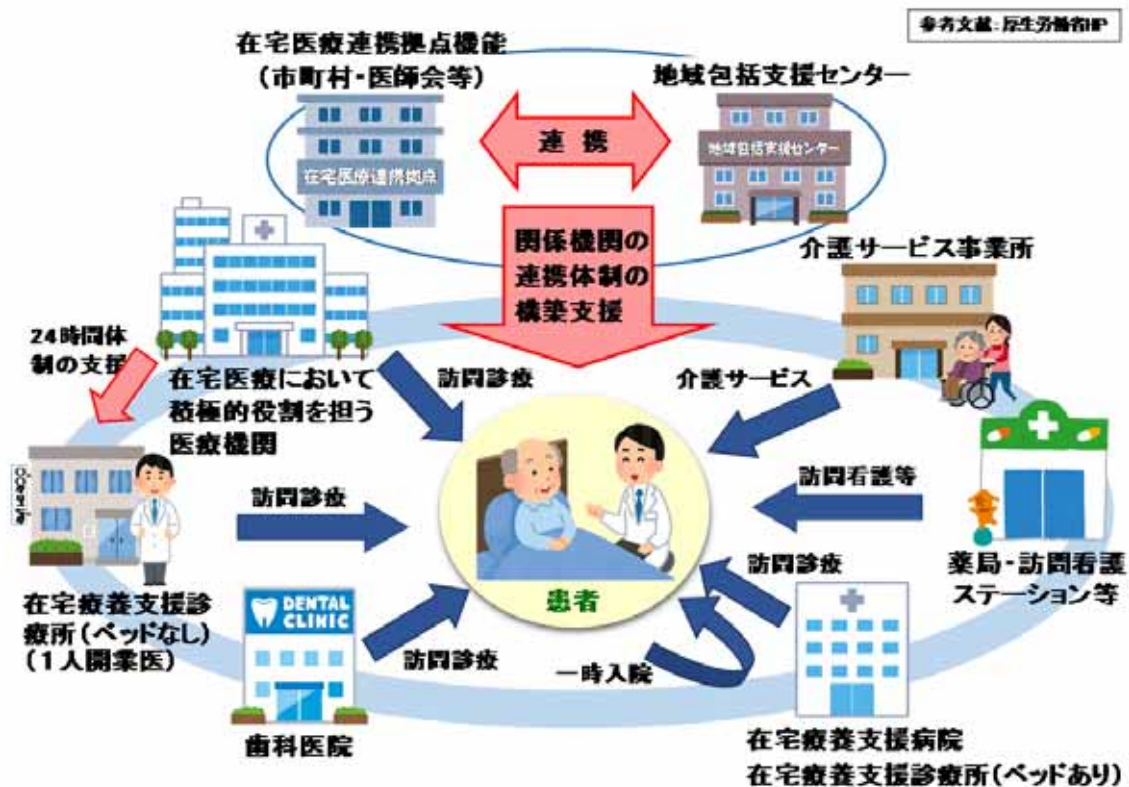 参考文献：厚生労働省HP
在宅医療連携拠点機能
（市町村・医師会等）
地域包括支援センター
連携
在宅医療連携拠点
地域包括支援センター
関係機関の
連携体制の
構築支援
介護サービス事業所
24時間体
制の支援
在宅医療において
積極的役割を担う
医療機関
訪問診療
介護サービス
訪問診療
訪問看護等
薬局・訪問看護
ステーション等
患者
訪問診療
在宅療養支援診
療所（ベッドなし）
（１人開業医）
DENTAL
CLINIC
訪問診療
一時入院
歯科医院
在宅療養支援病院
在宅療養支援診療所（ベッドあり）